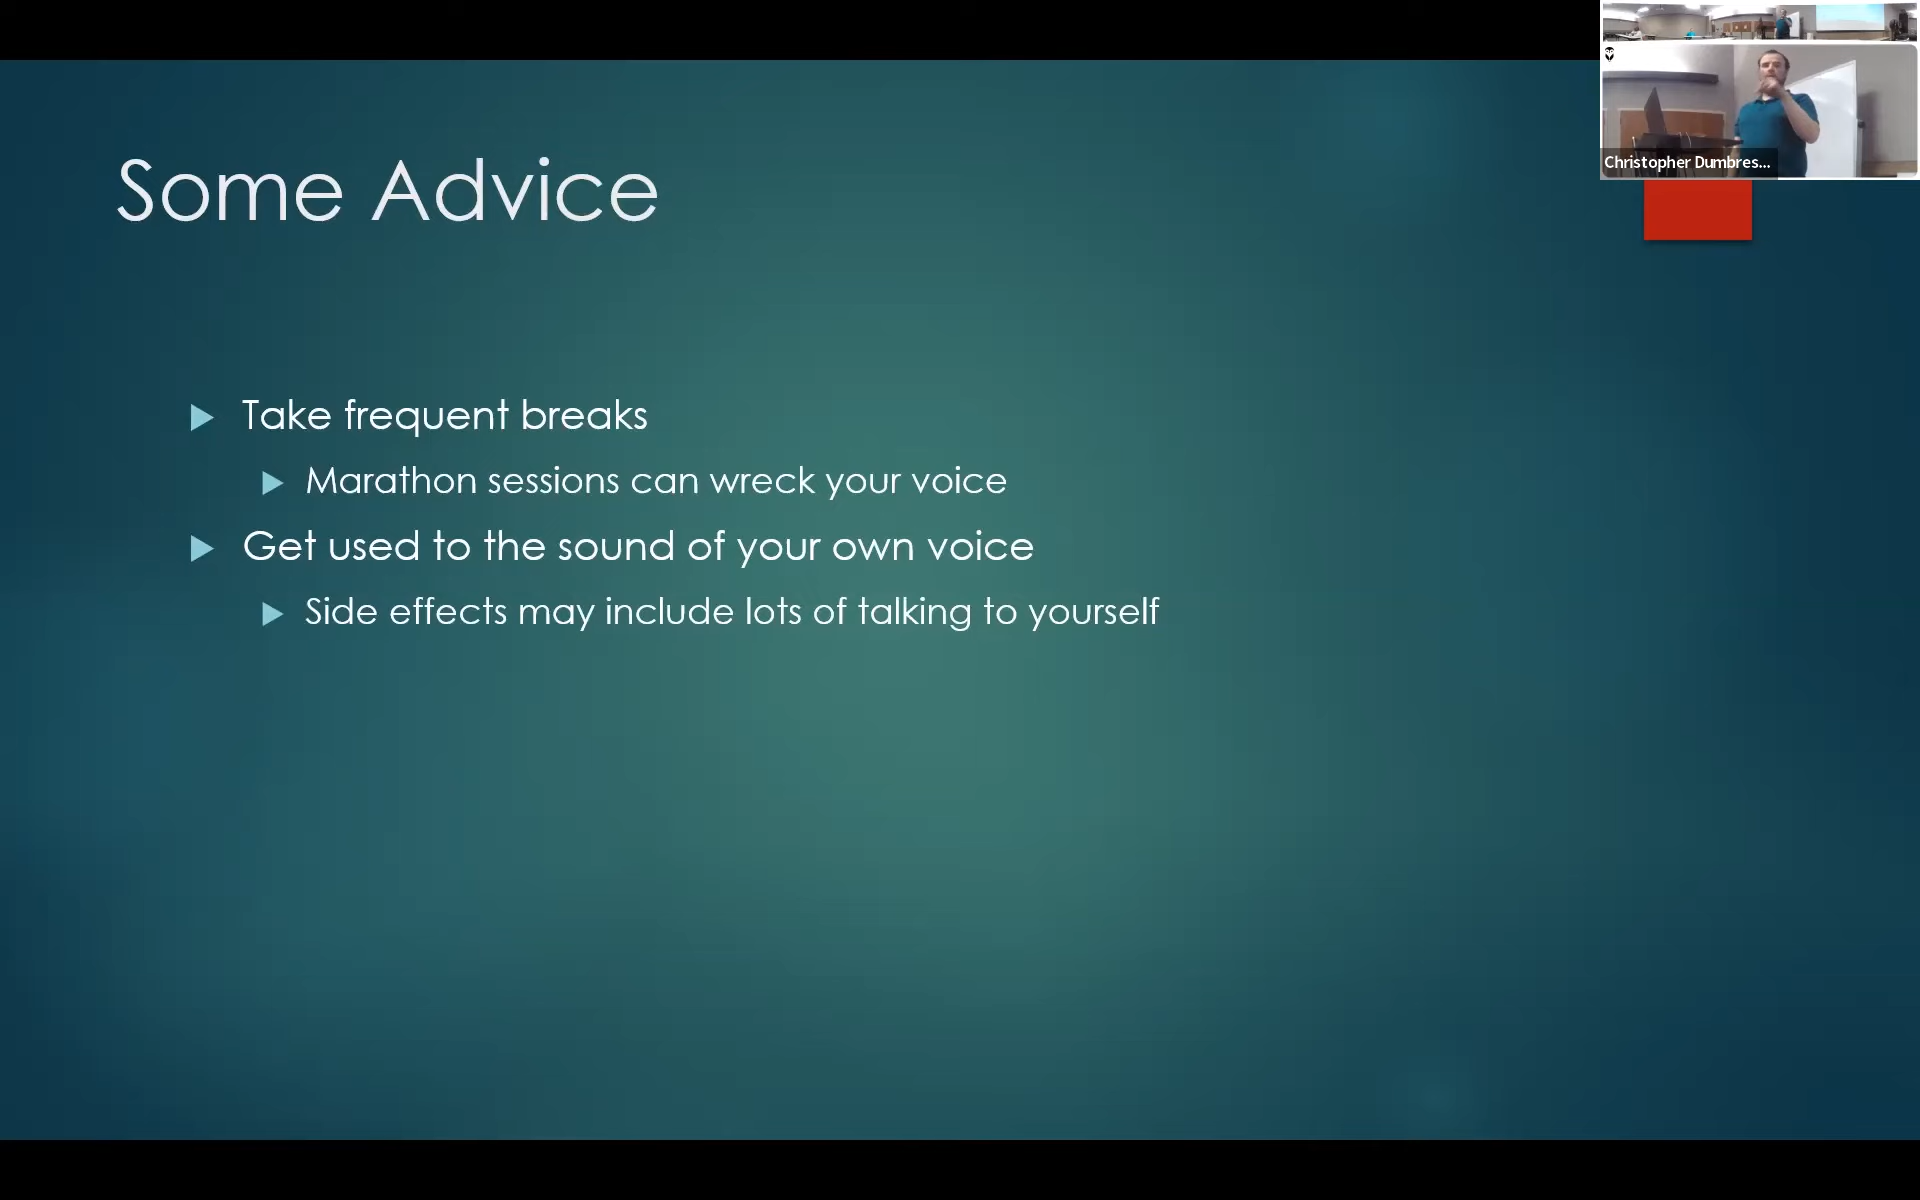 Christopher Dumbres...
Some Advice
Take frequent breaks
Marathon sessions can wreck your voice
Get used to the sound of your own voice
Side effects may include lots of talking to yourself